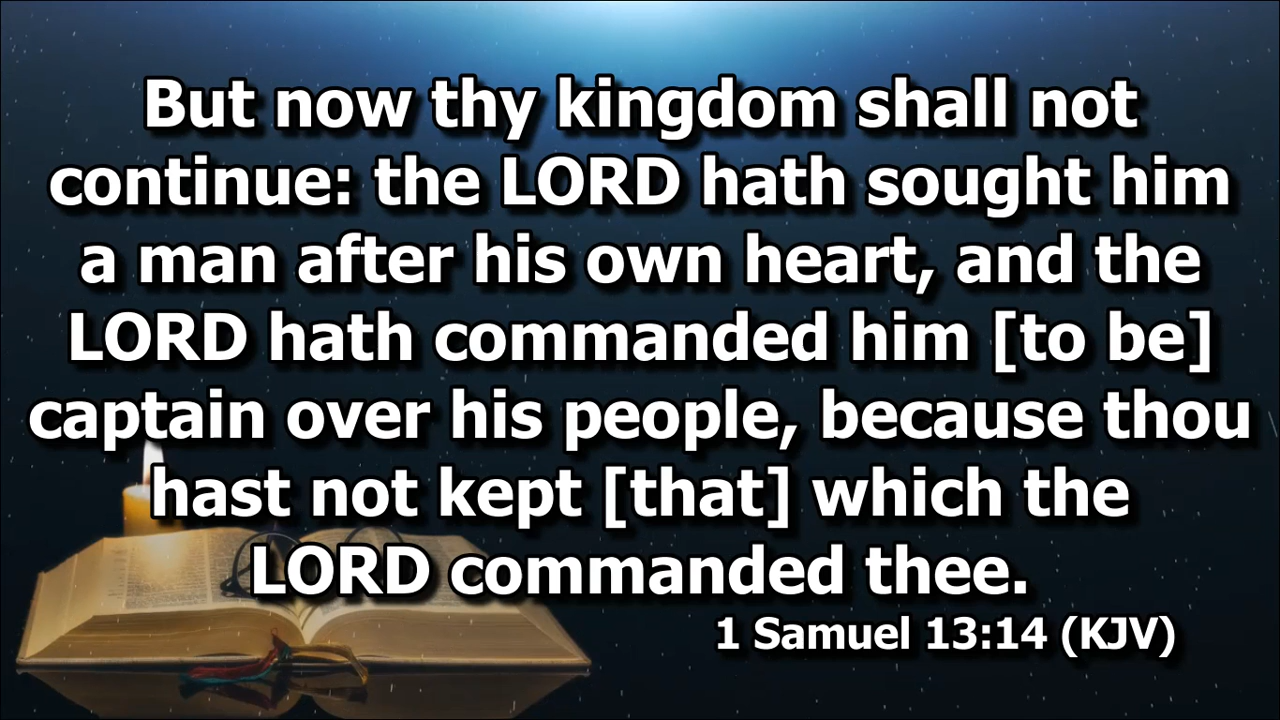 But now thy kingdom shall not
continue: the LORD hath sought him
a man after his own heart, and the
LORD hath commanded him [to be]
captain over his people, because thou
hast not kept [that] which the
LORD commanded thee.
1 Samuel 13:14 (KJV)